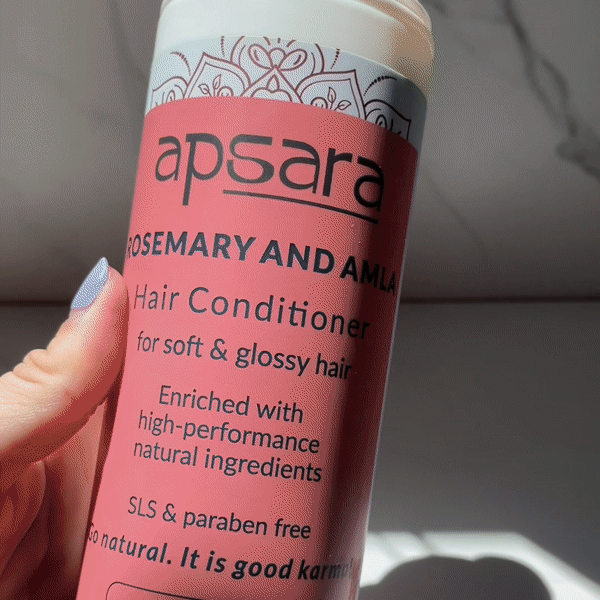 apsara
ROSEMARY AND AMLA
Hair Conditioner
for soft & glossy hair
Enriched with
high-performance
natural ingredients
SLS & paraben free
Go natural. It is good karma!